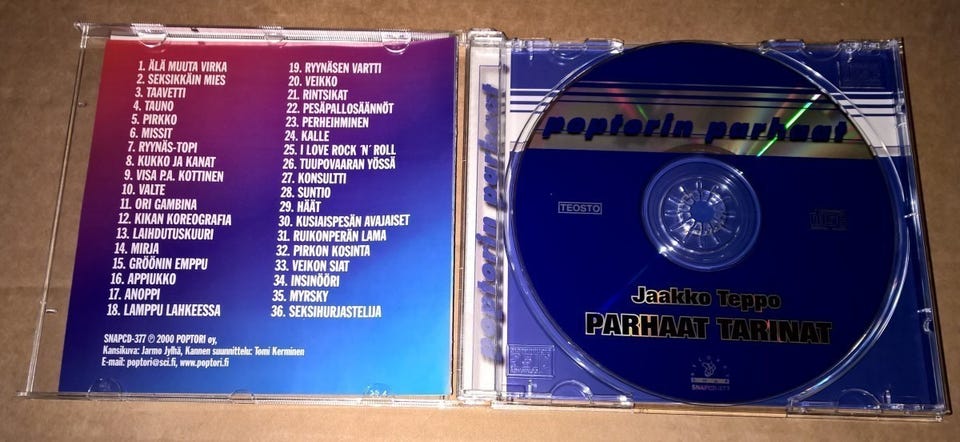 1. ÄLÄ MUUTA VIRKA
2. SEKSIKKÄIN MIES
3. TAAVETTI
4. TAUNO
5. PIRKKO
6. MISSIT
7. RYYNÄS-TOPI
8. KUKKO JA KANAT
9. VISA P.A. KOTTINEN
10. VALTE
11. ORI GAMBINA
12. KIKAN KOREOGRAFIA
13. LAIHDUTUSKUURI
14. MIRJA
15. GRÖÖNIN EMPPU
16. APPIUKKO
17. ANOPPI
18. LAMPPU LAHKEESSA
19. RYYNÄSEN VARTTI
20. VEIKKO
21. RINTSIKAT
22. PESÄPALLOSÄÄNNÖT
23. PERHEIHMINEN
24. KALLE
25. I LOVE ROCK 'N' ROLL
26. TUUPOVAARAN YÖSSÄ
27. KONSULTTI
28. SUNTIO
29. HÄÄT
30. KUSIAISPESÄN AVAJAISET
31. RUIKONPERÄN LAMA
32. PIRKON KOSINTA
33. VEIKON SIAT
34. INSINÖÖRI
35. MYRSKY
36. SEKSIHURJASTELIJA
SNAPCD-377 ℗ 2000 POPTORI oy,
Kansikuva: Jarmo Jylhä, Kannen suunnittelu: Tomi Kerminen
E-mail: poptori@sci.fi, www.poptori.fi
poptorin parhaat
poptorin parhaat
TEOSTO
Jaakko Teppo
PARHAAT TARINAT
SNAPCD-377